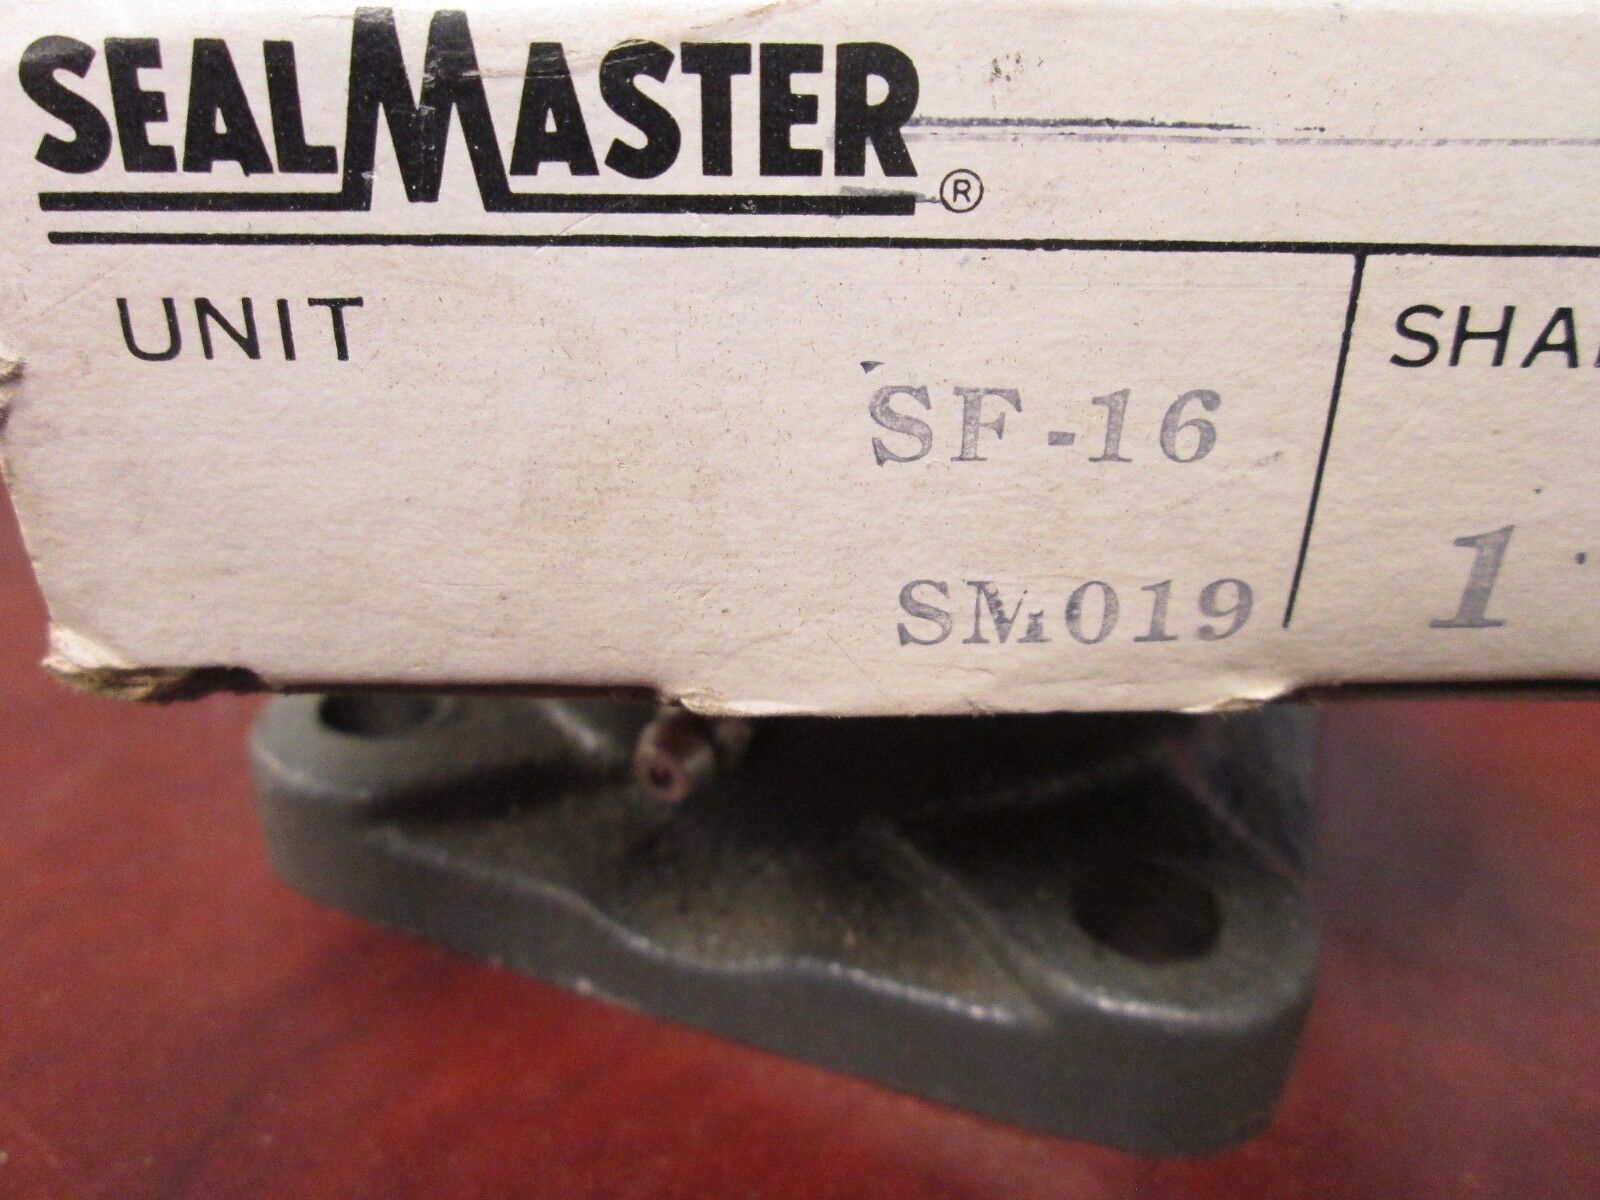 SEALMASTER ®
UNIT
SHA
SF-16
SM019
1